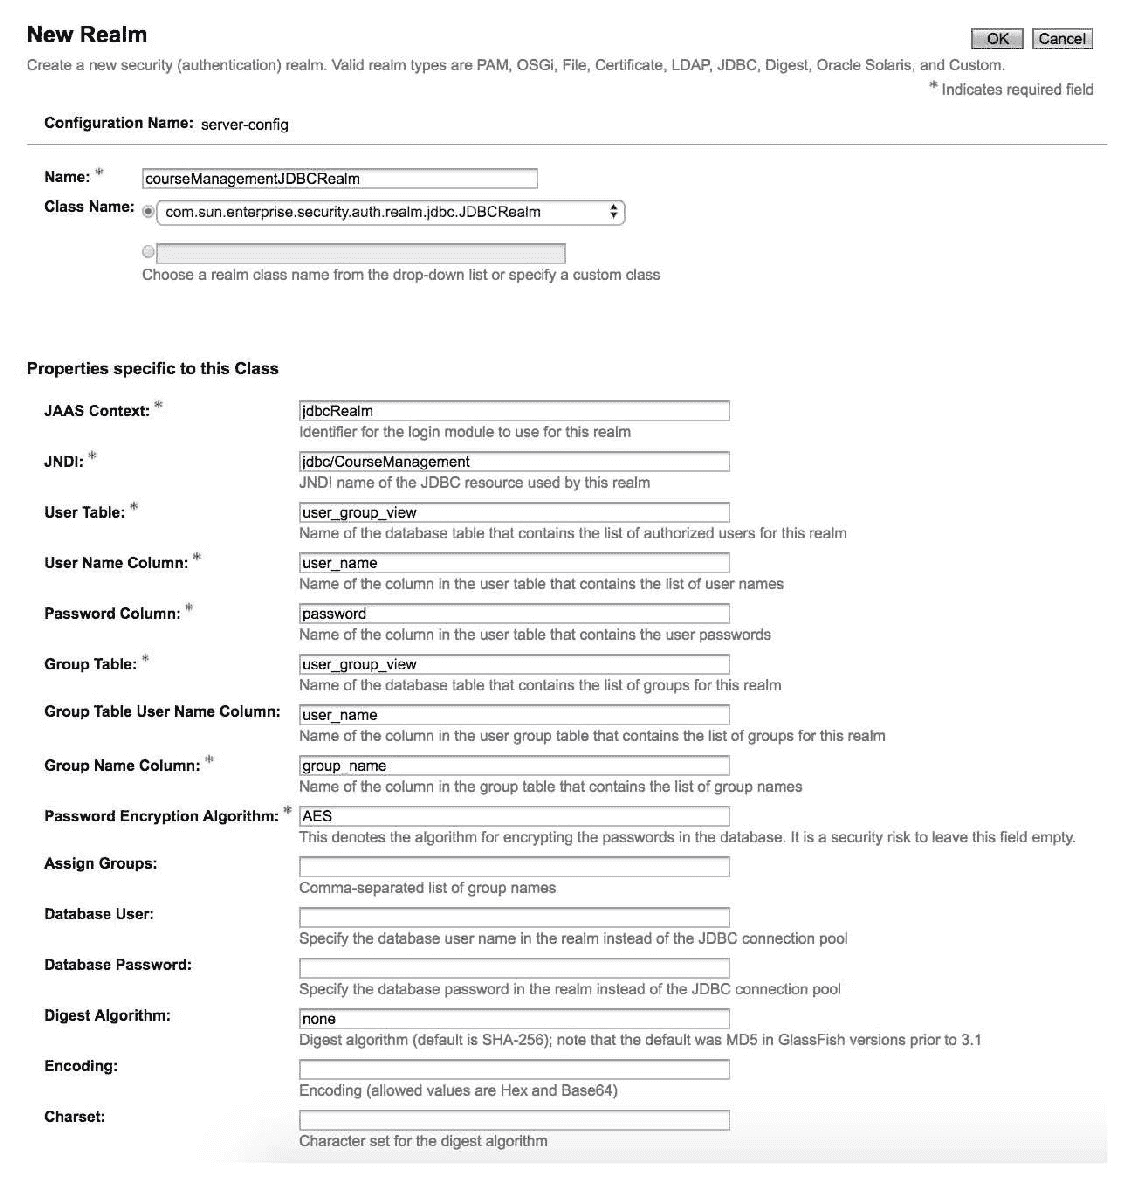 New Realm
OK Cancel
Create a new security (authentication) realm. Valid realm types are PAM, OSGi, File, Certificate, LDAP, JDBC, Digest, Oracle Solaris, and Custom.
* Indicates required field
Configuration Name: server-config
Name: * courseManagementJDBCRealm
Class Name: com.sun.enterprise.security.auth.realm.jdbc.JDBCRealm
Choose a realm class name from the drop-down list or specify a custom class
Properties specific to this Class
JAAS Context: * jdbcRealm
Identifier for the login module to use for this realm
JNDI: * jdbc/CourseManagement
JNDI name of the JDBC resource used by this realm
User Table: * user_group_view
Name of the database table that contains the list of authorized users for this realm
User Name Column: * user_name
Name of the column in the user table that contains the list of user names
Password Column: * password
Name of the column in the user table that contains the user passwords
Group Table: * user_group_view
Name of the database table that contains the list of groups for this realm
Group Table User Name Column: user_name
Name of the column in the user group table that contains the list of groups for this realm
Group Name Column: * group_name
Name of the column in the group table that contains the list of group names
Password Encryption Algorithm: * AES
This denotes the algorithm for encrypting the passwords in the database. It is a security risk to leave this field empty.
Assign Groups:
Comma-separated list of group names
Database User:
Specify the database user name in the realm instead of the JDBC connection pool
Database Password:
Specify the database password in the realm instead of the JDBC connection pool
Digest Algorithm: none
Digest algorithm (default is SHA-256); note that the default was MD5 in GlassFish versions prior to 3.1
Encoding:
Encoding (allowed values are Hex and Base64)
Charset:
Character set for the digest algorithm